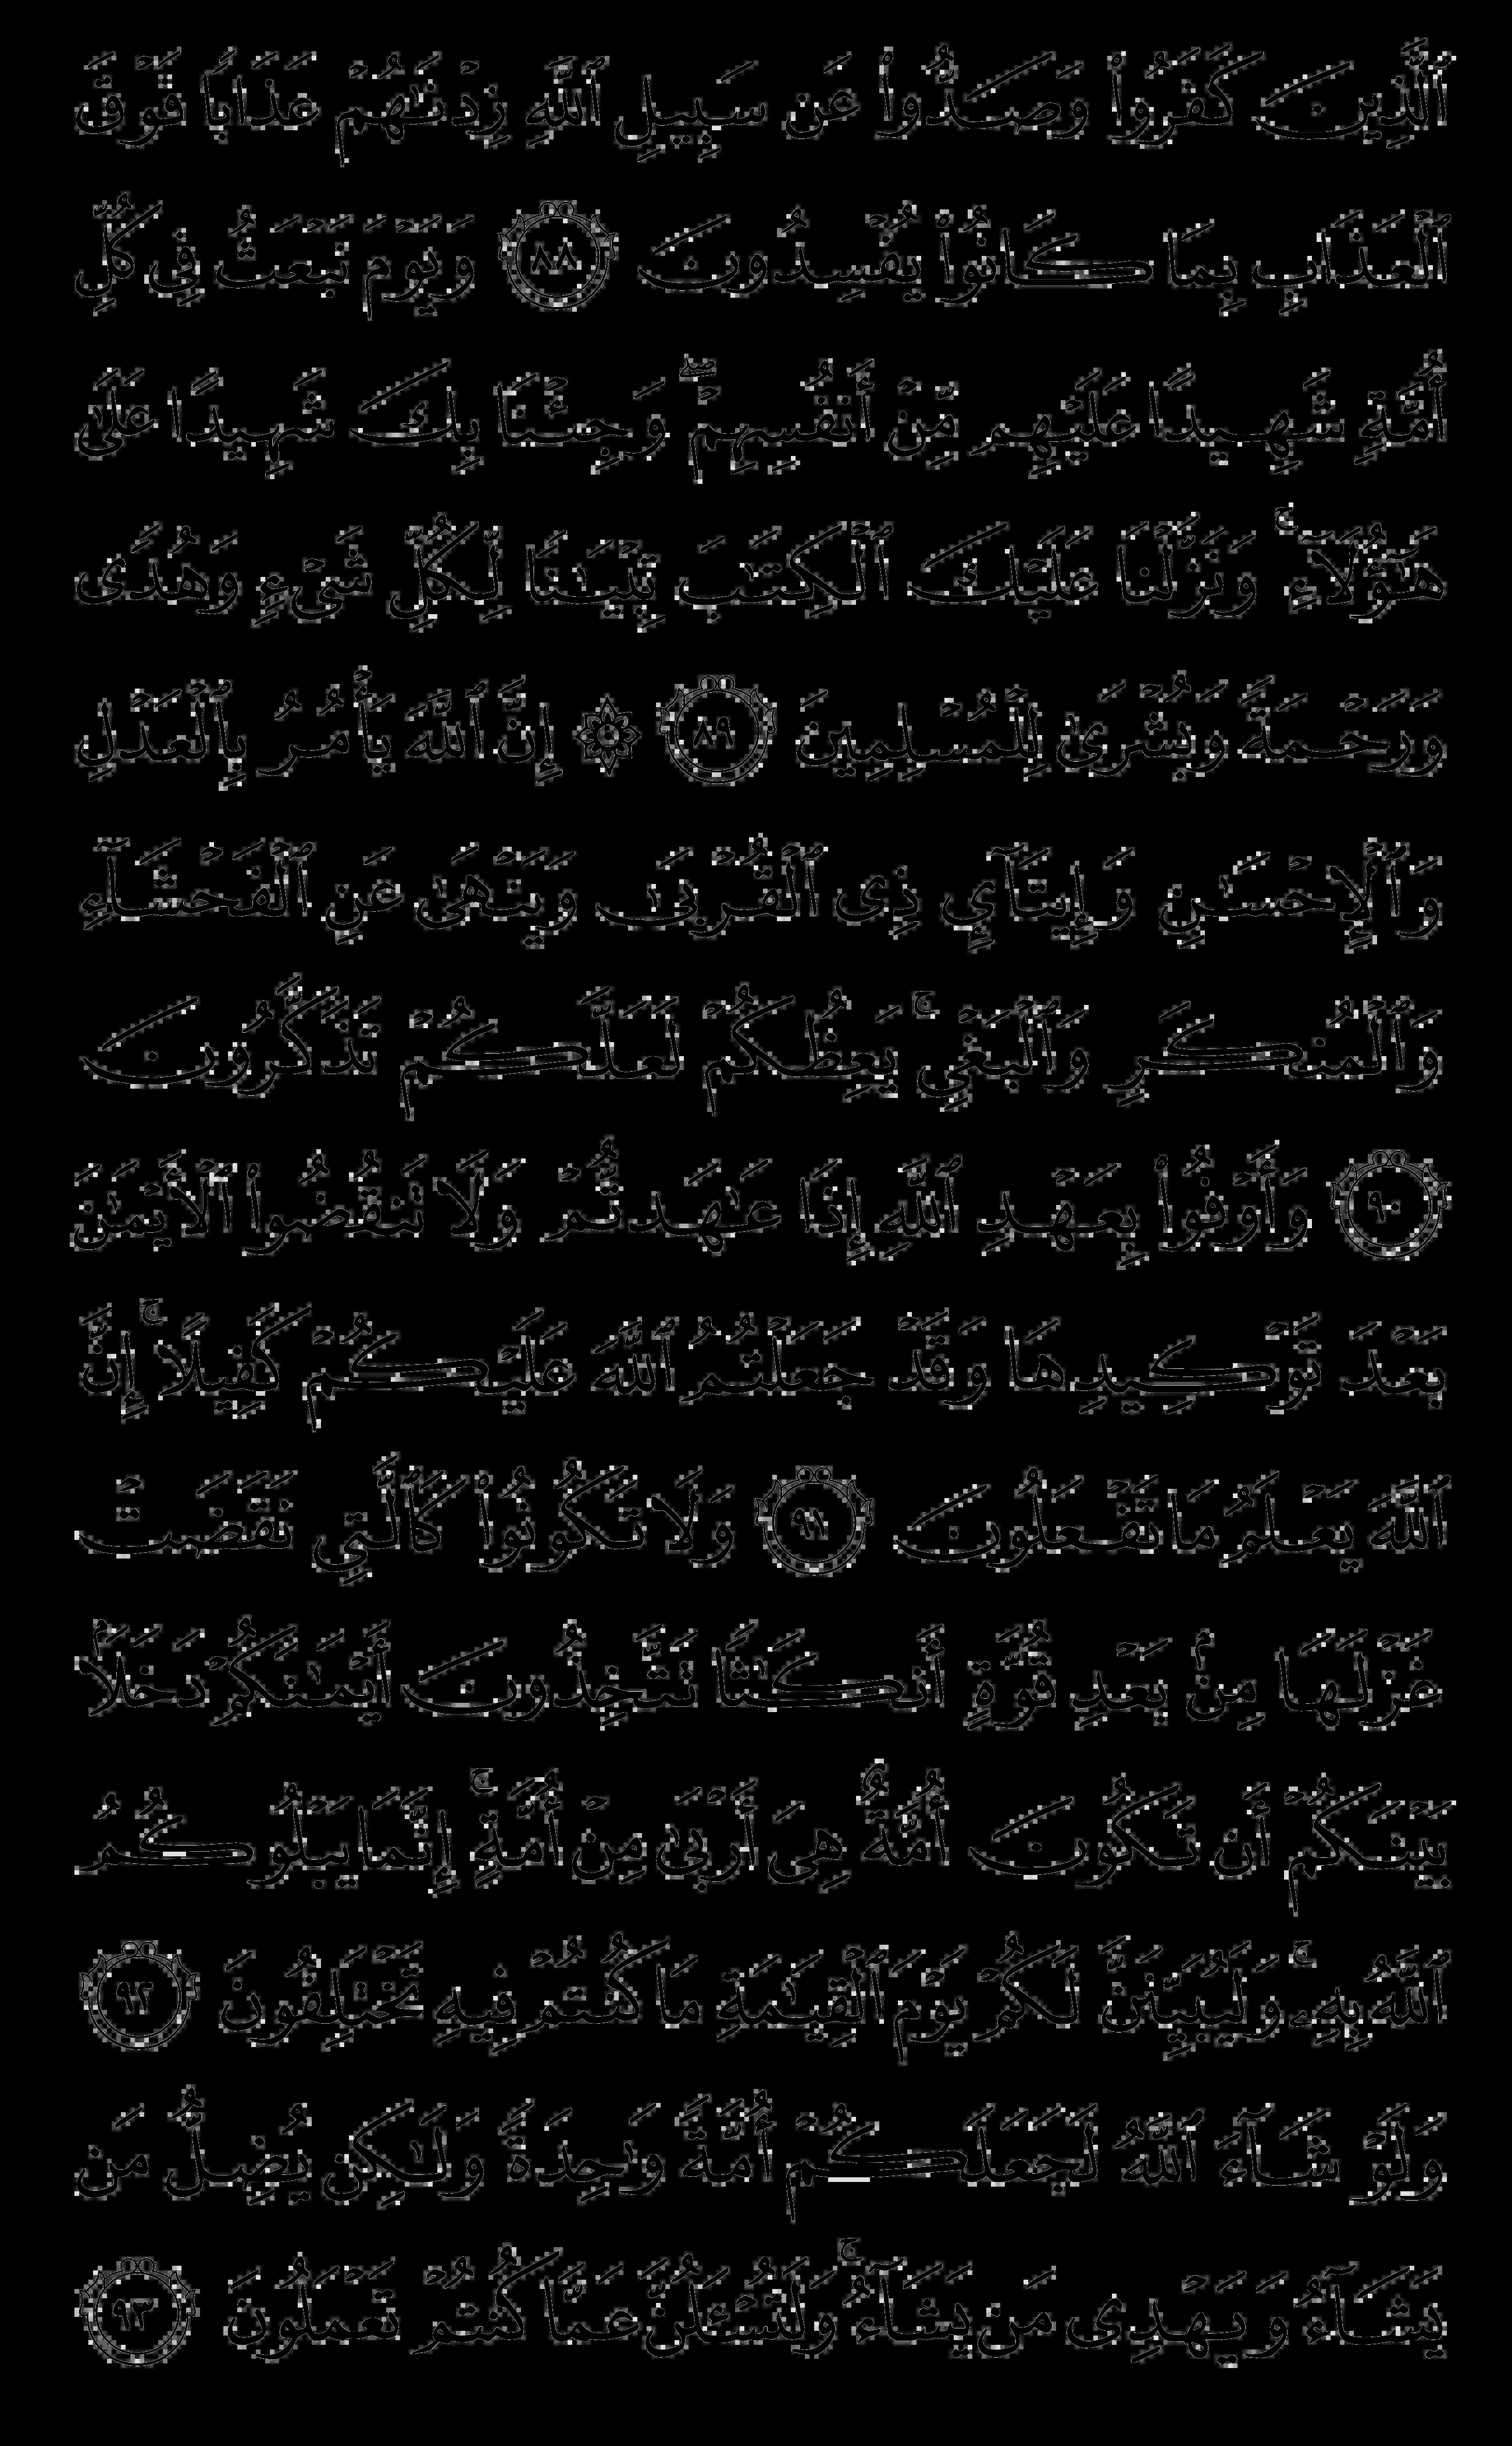 ٱلَّذِينَ كَفَرُوا۟ وَصَدُّوا۟ عَن سَبِيلِ ٱللَّهِ زِدْنَـٰهُمْ عَذَابًا فَوْقَ
ٱلْعَذَابِ بِمَا كَانُوا۟ يُفْسِدُونَ ٨٨ وَيَوْمَ نَبْعَثُ فِى كُلِّ
أُمَّةٍ شَهِيدًا عَلَيْهِم مِّنْ أَنفُسِهِمْ ۖ وَجِئْنَا بِكَ شَهِيدًا عَلَىٰ
هَـٰٓؤُلَآءِ ۚ وَنَزَّلْنَا عَلَيْكَ ٱلْكِتَـٰبَ تِبْيَـٰنًا لِّكُلِّ شَىْءٍ وَهُدًى
وَرَحْمَةً وَبُشْرَىٰ لِلْمُسْلِمِينَ ٨٩ ۞ إِنَّ ٱللَّهَ يَأْمُرُ بِٱلْعَدْلِ
وَٱلْإِحْسَـٰنِ وَإِيتَآئِ ذِى ٱلْقُرْبَىٰ وَيَنْهَىٰ عَنِ ٱلْفَحْشَآءِ
وَٱلْمُنكَرِ وَٱلْبَغْىِ ۚ يَعِظُكُمْ لَعَلَّكُمْ تَذَكَّرُونَ
٩٠ وَأَوْفُوا۟ بِعَهْدِ ٱللَّهِ إِذَا عَـٰهَدتُّمْ وَلَا تَنقُضُوا۟ ٱلْأَيْمَـٰنَ
بَعْدَ تَوْكِيدِهَا وَقَدْ جَعَلْتُمُ ٱللَّهَ عَلَيْكُمْ كَفِيلًا ۚ إِنَّ
ٱللَّهَ يَعْلَمُ مَا تَفْعَلُونَ ٩١ وَلَا تَكُونُوا۟ كَٱلَّتِى نَقَضَتْ
غَزْلَهَا مِنۢ بَعْدِ قُوَّةٍ أَنكَـٰثًا تَتَّخِذُونَ أَيْمَـٰنَكُمْ دَخَلًۢا
بَيْنَكُمْ أَن تَكُونَ أُمَّةٌ هِىَ أَرْبَىٰ مِنْ أُمَّةٍ ۚ إِنَّمَا يَبْلُوكُمُ
ٱللَّهُ بِهِۦ ۚ وَلَيُبَيِّنَنَّ لَكُمْ يَوْمَ ٱلْقِيَـٰمَةِ مَا كُنتُمْ فِيهِ تَخْتَلِفُونَ ٩٢
وَلَوْ شَآءَ ٱللَّهُ لَجَعَلَكُمْ أُمَّةً وَٰحِدَةً وَلَـٰكِن يُضِلُّ مَن
يَشَآءُ وَيَهْدِى مَن يَشَآءُ ۚ وَلَتُسْـَٔلُنَّ عَمَّا كُنتُمْ تَعْمَلُونَ ٩٣